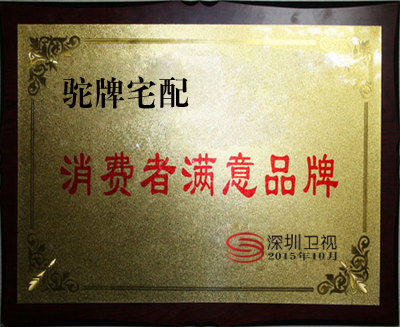 驼牌宅配
消费者满意品牌
深圳卫视
2015年10月